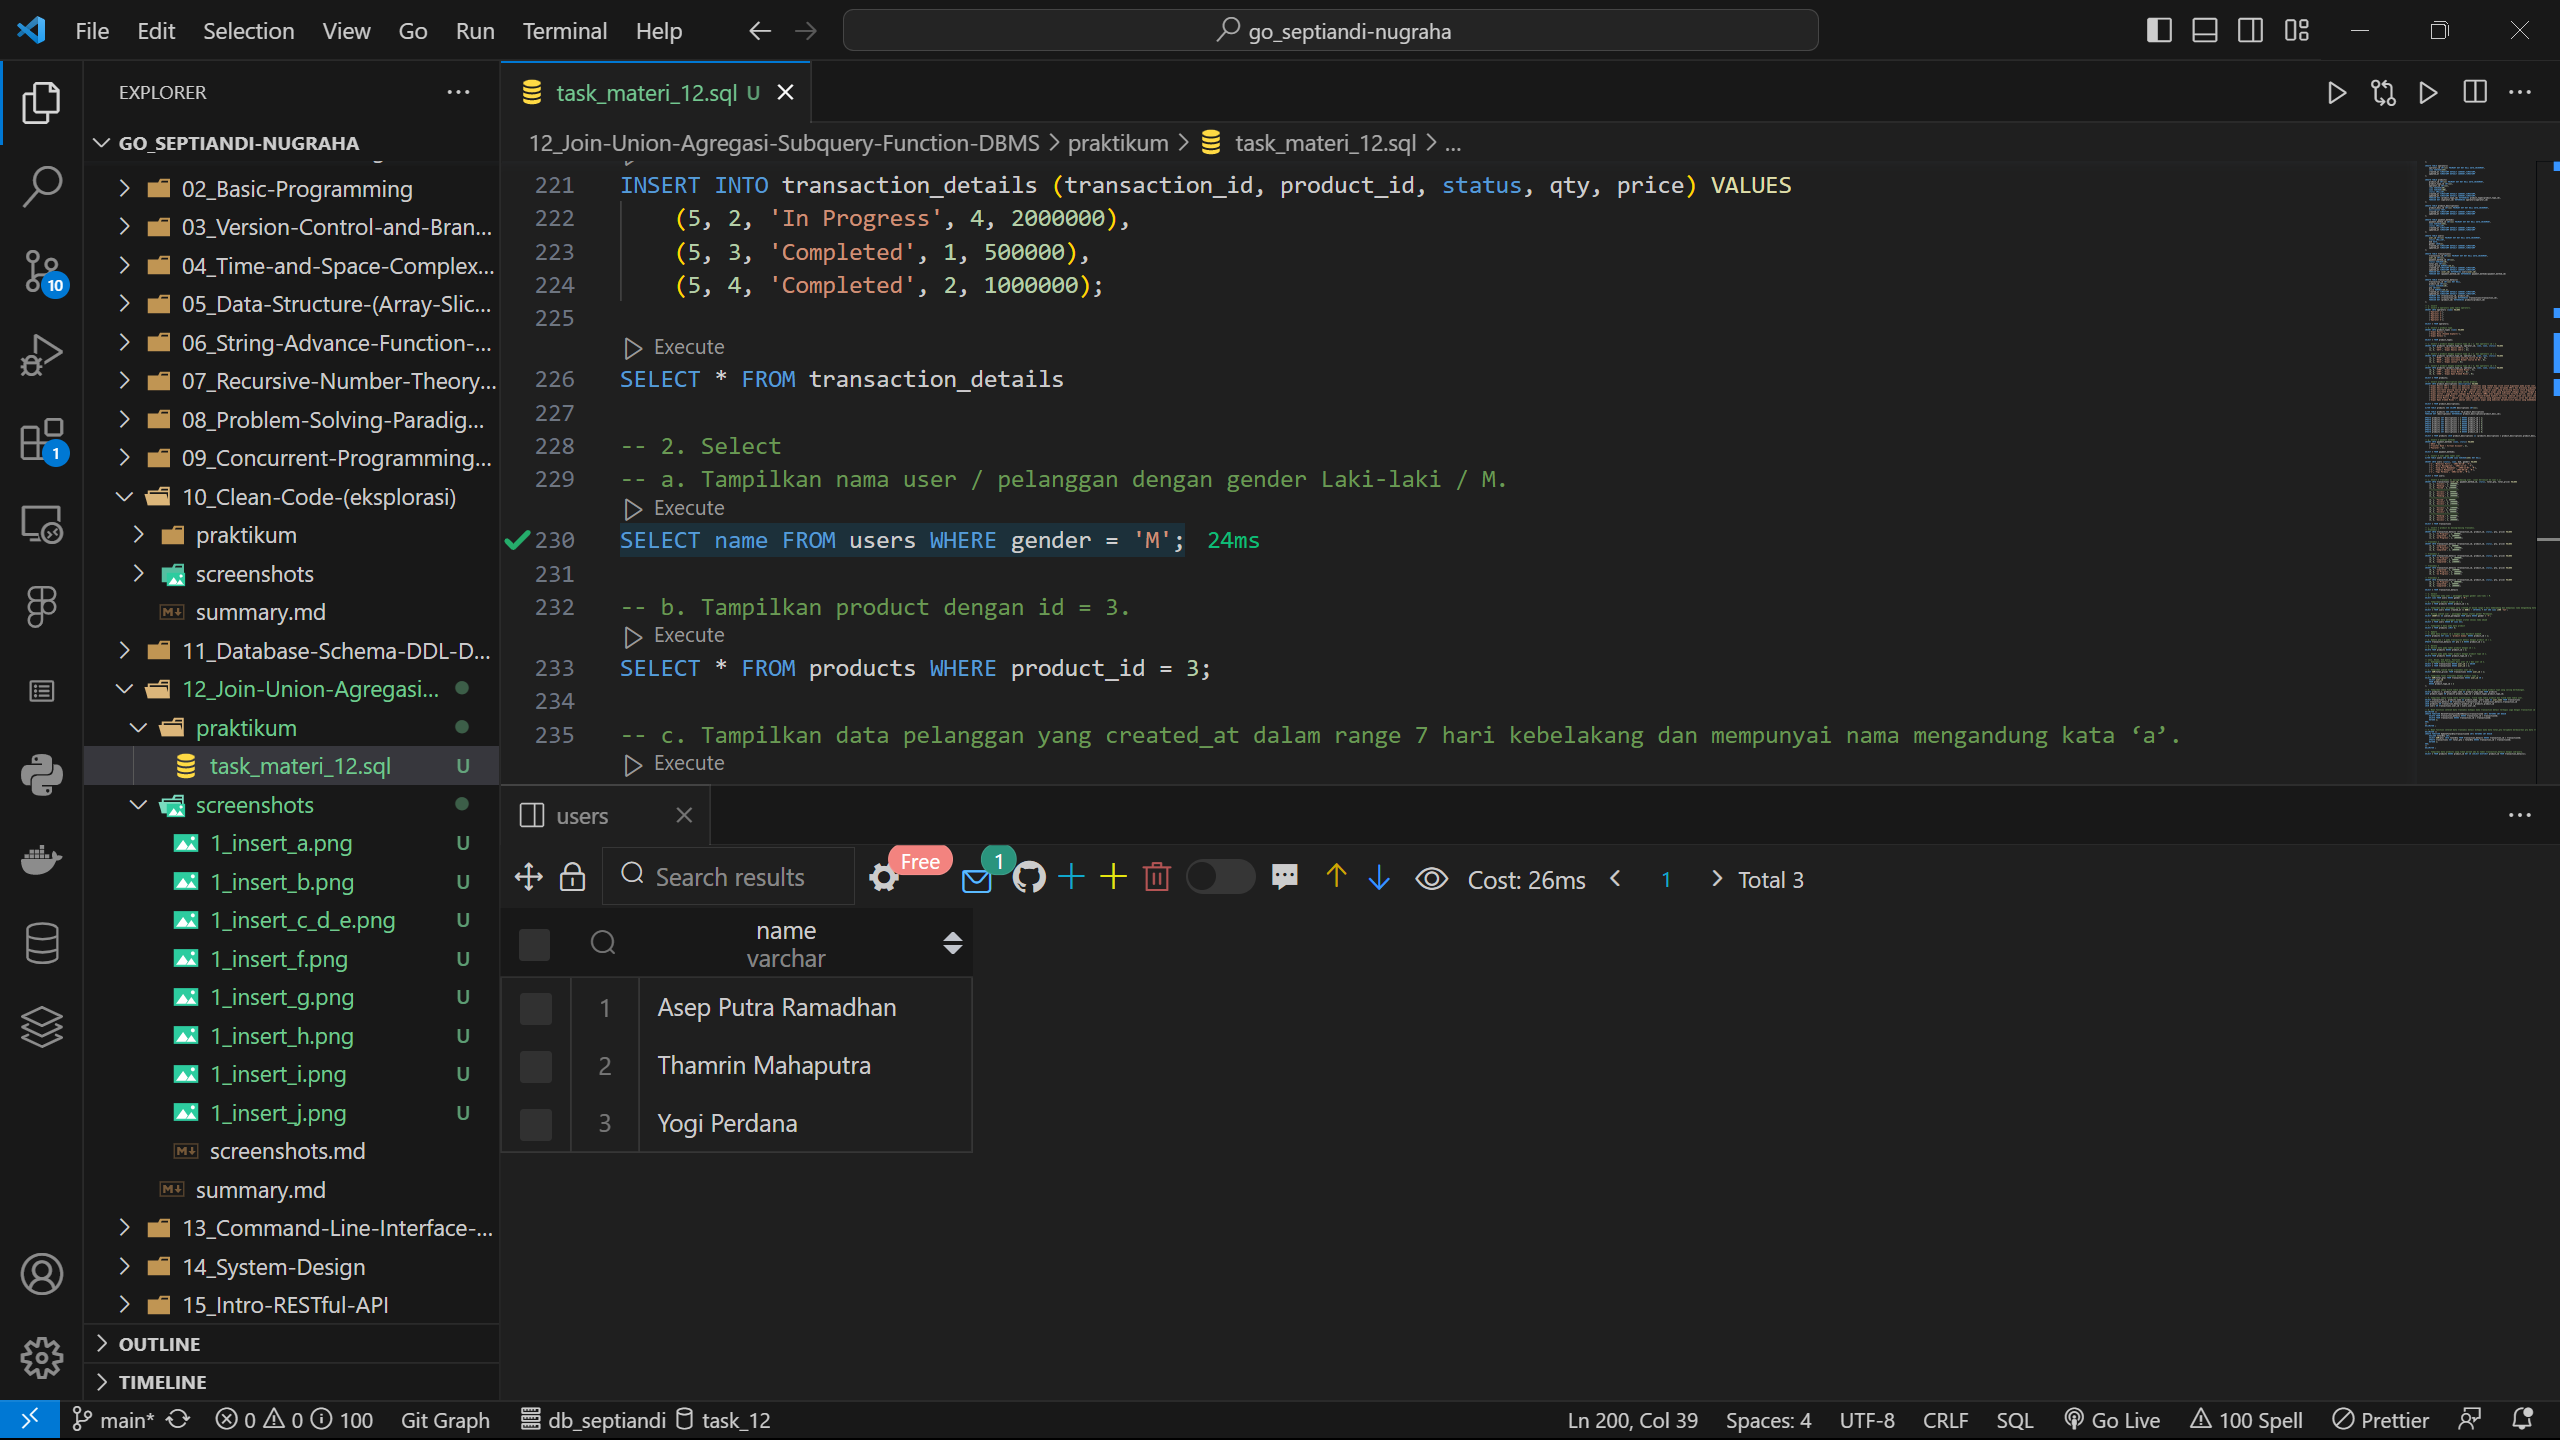 File Edit Selection View Go Run Terminal Help
go_septiandi-nugraha
EXPLORER
GO_SEPTIANDI-NUGRAHA
02_Basic-Programming
03_Version-Control-and-Bran...
04_Time-and-Space-Complex...
05_Data-Structure-(Array-Slic...
06_String-Advance-Function-...
07_Recursive-Number-Theory...
08_Problem-Solving-Paradig...
09_Concurrent-Programming...
10_Clean-Code-(eksplorasi)
praktikum
screenshots
summary.md
11_Database-Schema-DDL-D...
12_Join-Union-Agregasi...
praktikum
task_materi_12.sql U
screenshots
1_insert_a.png U
1_insert_b.png U
1_insert_c_d_e.png U
1_insert_f.png U
1_insert_g.png U
1_insert_h.png U
1_insert_i.png U
1_insert_j.png U
screenshots.md
summary.md
13_Command-Line-Interface-...
14_System-Design
15_Intro-RESTful-API
OUTLINE
TIMELINE
10
1
task_materi_12.sql U
12_Join-Union-Agregasi-Subquery-Function-DBMS > praktikum > task_materi_12.sql > ...
221 INSERT INTO transaction_details (transaction_id, product_id, status, qty, price) VALUES
222 (5, 2, 'In Progress', 4, 2000000),
223 (5, 3, 'Completed', 1, 500000),
224 (5, 4, 'Completed', 2, 1000000);
225
Execute
226 SELECT * FROM transaction_details
227
228 -- 2. Select
229 -- a. Tampilkan nama user / pelanggan dengan gender Laki-laki / M.
Execute
230 SELECT name FROM users WHERE gender = 'M'; 24ms
231
232 -- b. Tampilkan product dengan id = 3.
Execute
233 SELECT * FROM products WHERE product_id = 3;
234
235 -- c. Tampilkan data pelanggan yang created_at dalam range 7 hari kebelakang dan mempunyai nama mengandung kata ‘a’.
Execute
users
Search results
Free
1
Cost: 26ms
1
Total 3
name
varchar
1 Asep Putra Ramadhan
2 Thamrin Mahaputra
3 Yogi Perdana
main* 0 0 100 Git Graph db_septiandi task_12 Ln 200, Col 39 Spaces: 4 UTF-8 CRLF SQL Go Live 100 Spell Prettier